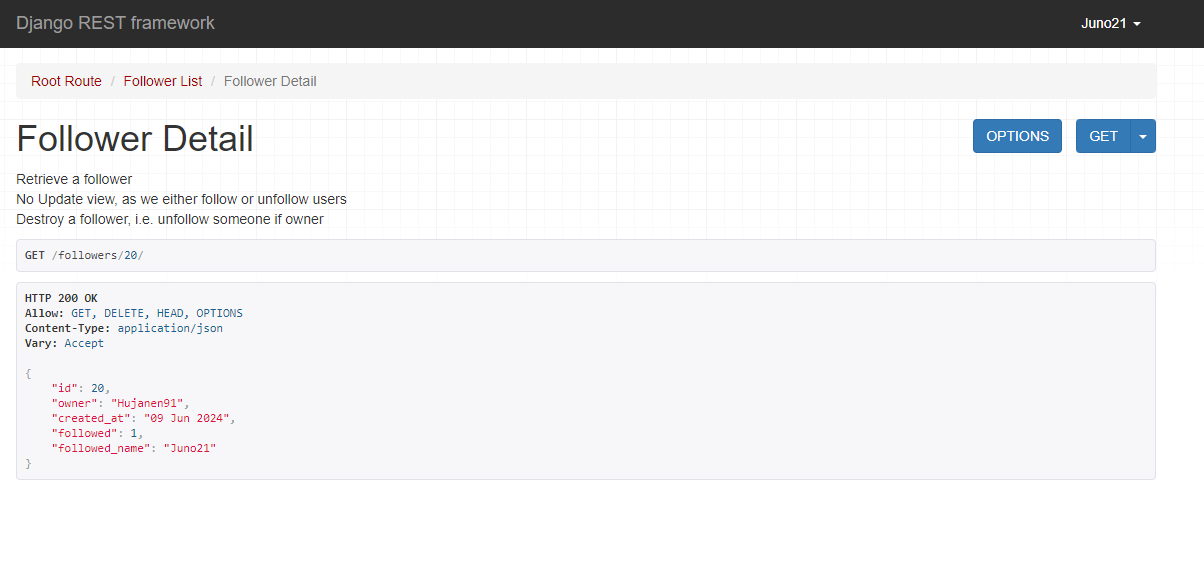 Django REST framework
Juno21
Root Route / Follower List / Follower Detail
Follower Detail
OPTIONS
GET
Retrieve a follower
No Update view, as we either follow or unfollow users
Destroy a follower, i.e. unfollow someone if owner
GET /followers/20/
HTTP 200 OK
Allow: GET, DELETE, HEAD, OPTIONS
Content-Type: application/json
Vary: Accept
{
    "id": 20,
    "owner": "Hujanen91",
    "created_at": "09 Jun 2024",
    "followed": 1,
    "followed_name": "Juno21"
}